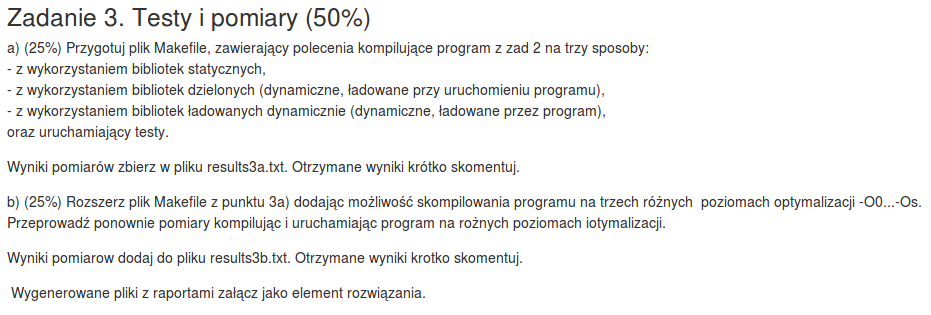 Zadanie 3. Testy i pomiary (50%)
a) (25%) Przygotuj plik Makefile, zawierający polecenia kompilujące program z zad 2 na trzy sposoby:
- z wykorzystaniem bibliotek statycznych,
- z wykorzystaniem bibliotek dzielonych (dynamiczne, ładowane przy uruchomieniu programu),
- z wykorzystaniem bibliotek ładowanych dynamicznie (dynamiczne, ładowane przez program),
oraz uruchamiający testy.
Wyniki pomiarów zbierz w pliku results3a.txt. Otrzymane wyniki krótko skomentuj.
b) (25%) Rozszerz plik Makefile z punktu 3a) dodając możliwość skompilowania programu na trzech różnych poziomach optymalizacji -O0...-Os.
Przeprowadź ponownie pomiary kompilując i uruchamiając program na rożnych poziomach iotymalizacji.
Wyniki pomiarow dodaj do pliku results3b.txt. Otrzymane wyniki krotko skomentuj.
Wygenerowane pliki z raportami załącz jako element rozwiązania.